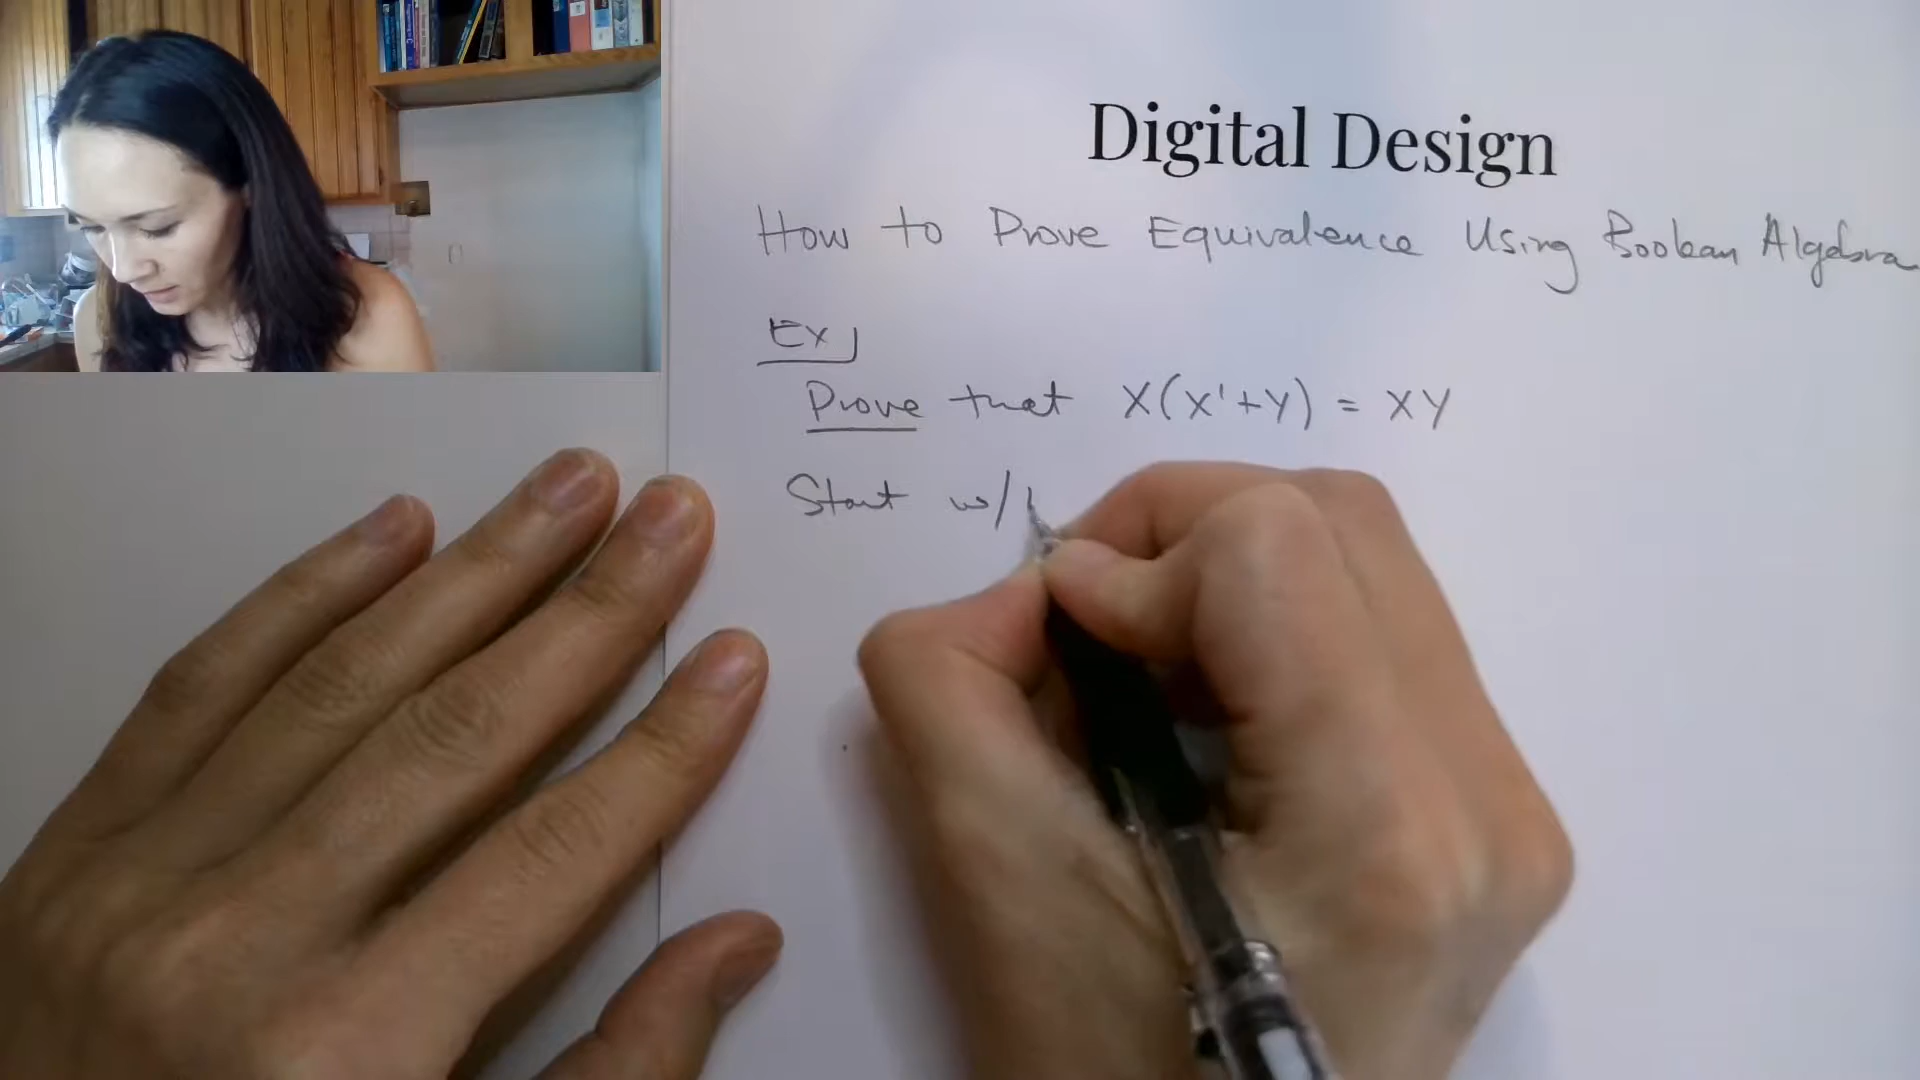 Digital Design
How to Prove Equivalence Using Boolean Algebra
Ex
Prove that X(X'+Y) = XY
Start w/